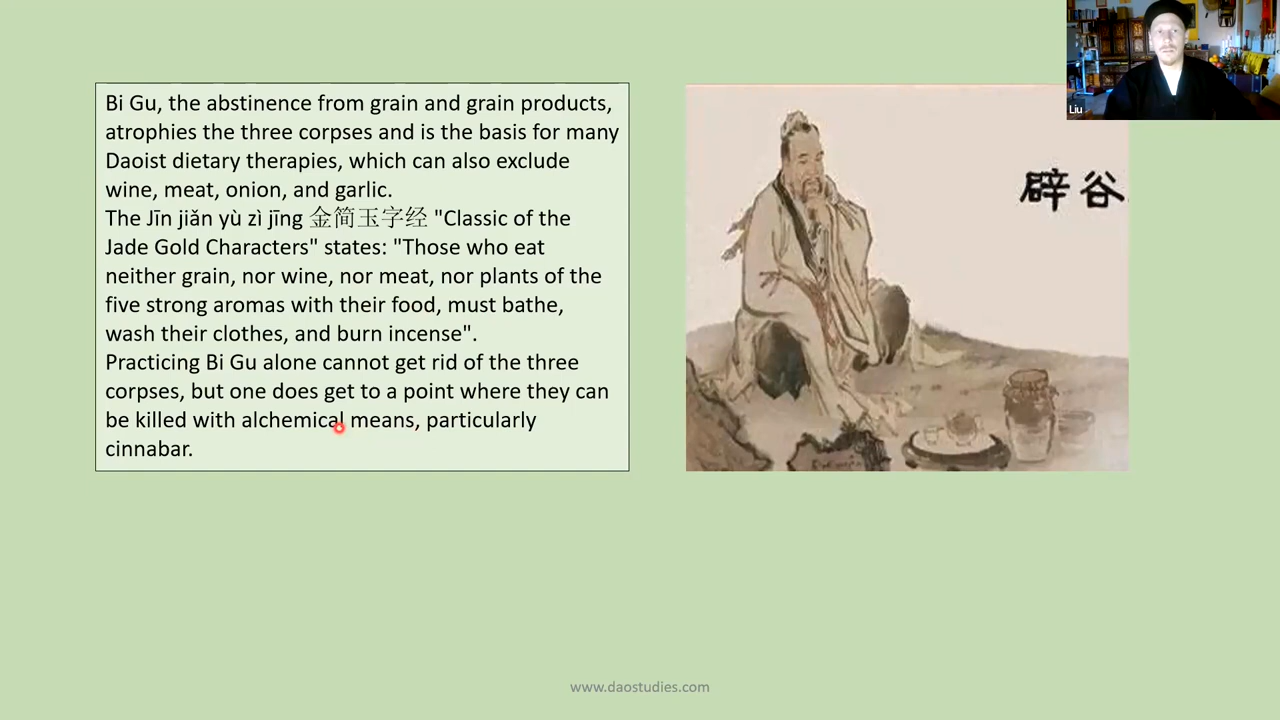 Bi Gu, the abstinence from grain and grain products,
atrophies the three corpses and is the basis for many
Daoist dietary therapies, which can also exclude
wine, meat, onion, and garlic.
The Jīn jiǎn yù zì jīng 金简玉字经 "Classic of the
Jade Gold Characters" states: "Those who eat
neither grain, nor wine, nor meat, nor plants of the
five strong aromas with their food, must bathe,
wash their clothes, and burn incense".
Practicing Bi Gu alone cannot get rid of the three
corpses, but one does get to a point where they can
be killed with alchemical means, particularly
cinnabar.
辟谷
Liu
www.daostudies.com